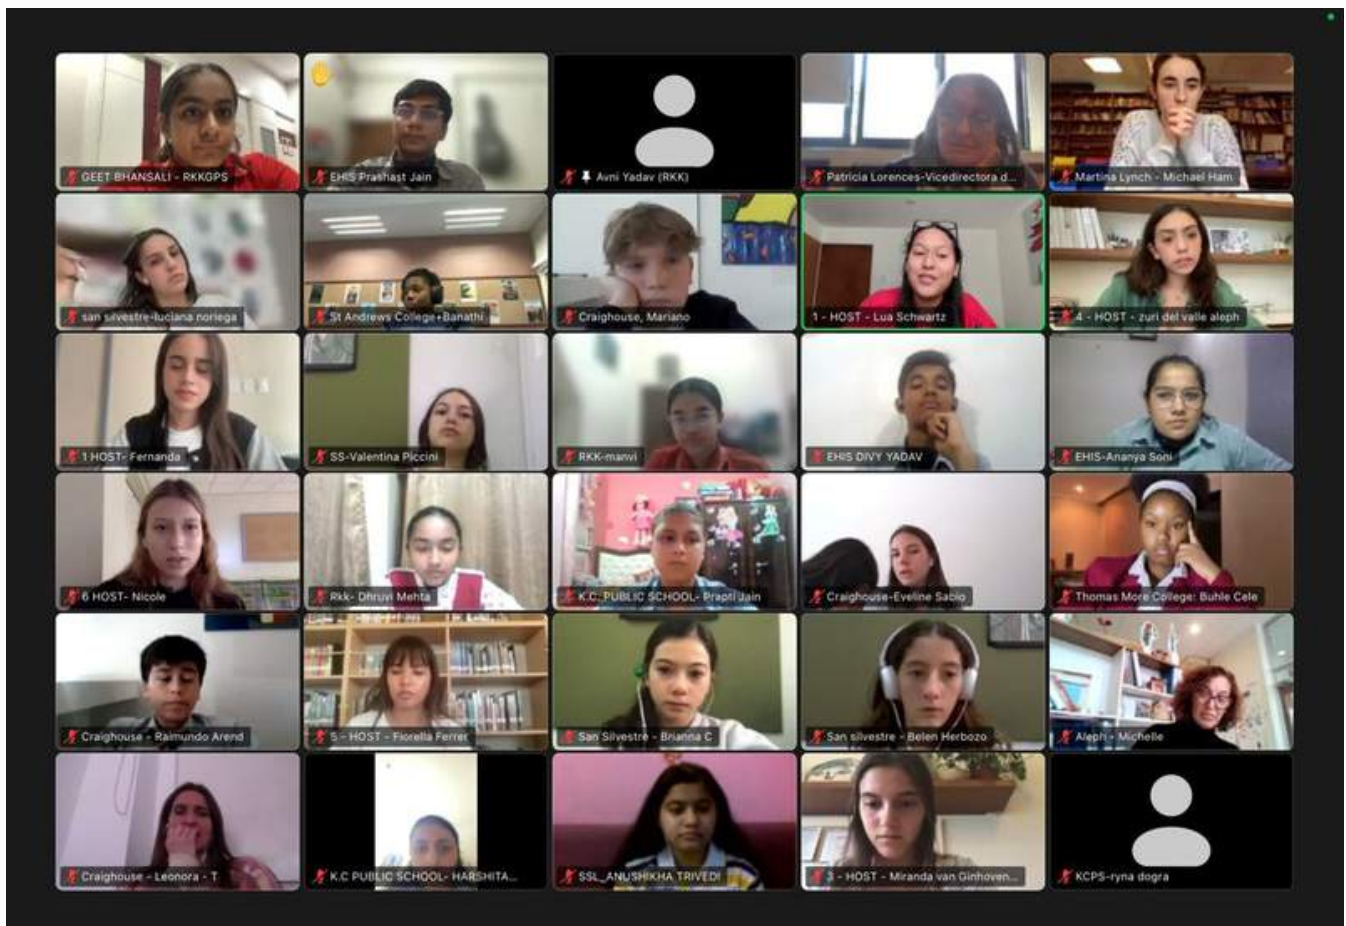 GEET BHANSALI - RKKGPS
EHIS Prashast Jain
Avni Yadav (RKK)
Patricia Lorences-Vicedirectora d...
Martina Lynch - Michael Ham
san silvestre-luciana noriega
St Andrews College+Banathi
Craighouse, Mariano
1 - HOST - Lua Schwartz
4 - HOST - zuri del valle aleph
1 HOST- Fernanda
SS-Valentina Piccini
RKK-manvi
EHIS DIVY YADAV
EHIS-Ananya Soni
6 HOST- Nicole
Rkk- Dhruvi Mehta
K.C. PUBLIC SCHOOL- Prapti Jain
Craighouse-Eveline Sabio
Thomas More College: Buhle Cele
Craighouse - Raimundo Arend
5 - HOST - Fiorella Ferrer
San Silvestre - Brianna C
San silvestre - Belen Herbozo
Aleph - Michelle
Craighouse - Leonora - T
K.C PUBLIC SCHOOL- HARSHITA...
SSL_ANUSHIKHA TRIVEDI
3 - HOST - Miranda van Ginhoven...
KCPS-ryna dogra